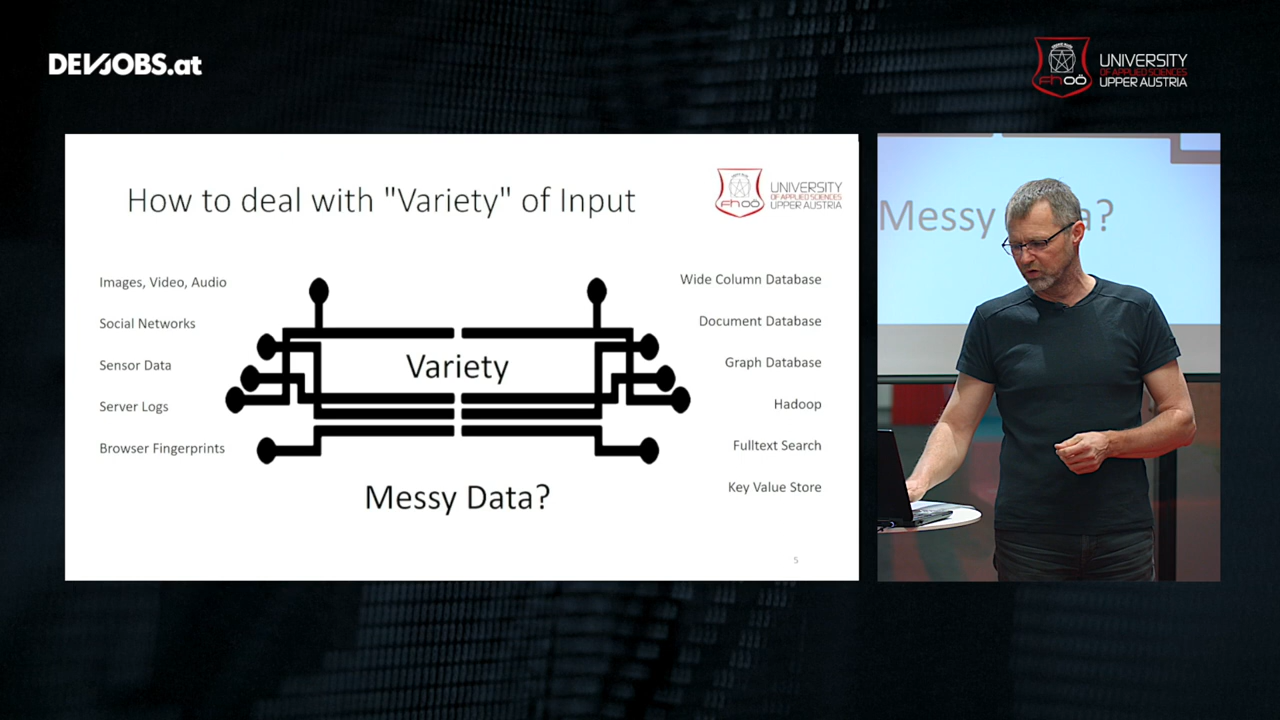 DEVJOBS.at
UNIVERSITY
OF APPLIED SCIENCES
UPPER AUSTRIA
fhoö
How to deal with "Variety" of Input
UNIVERSITY
OF APPLIED SCIENCES
UPPER AUSTRIA
fhoö
Images, Video, Audio
Social Networks
Sensor Data
Server Logs
Browser Fingerprints
Variety
Messy Data?
Wide Column Database
Document Database
Graph Database
Hadoop
Fulltext Search
Key Value Store
5
Messy a?